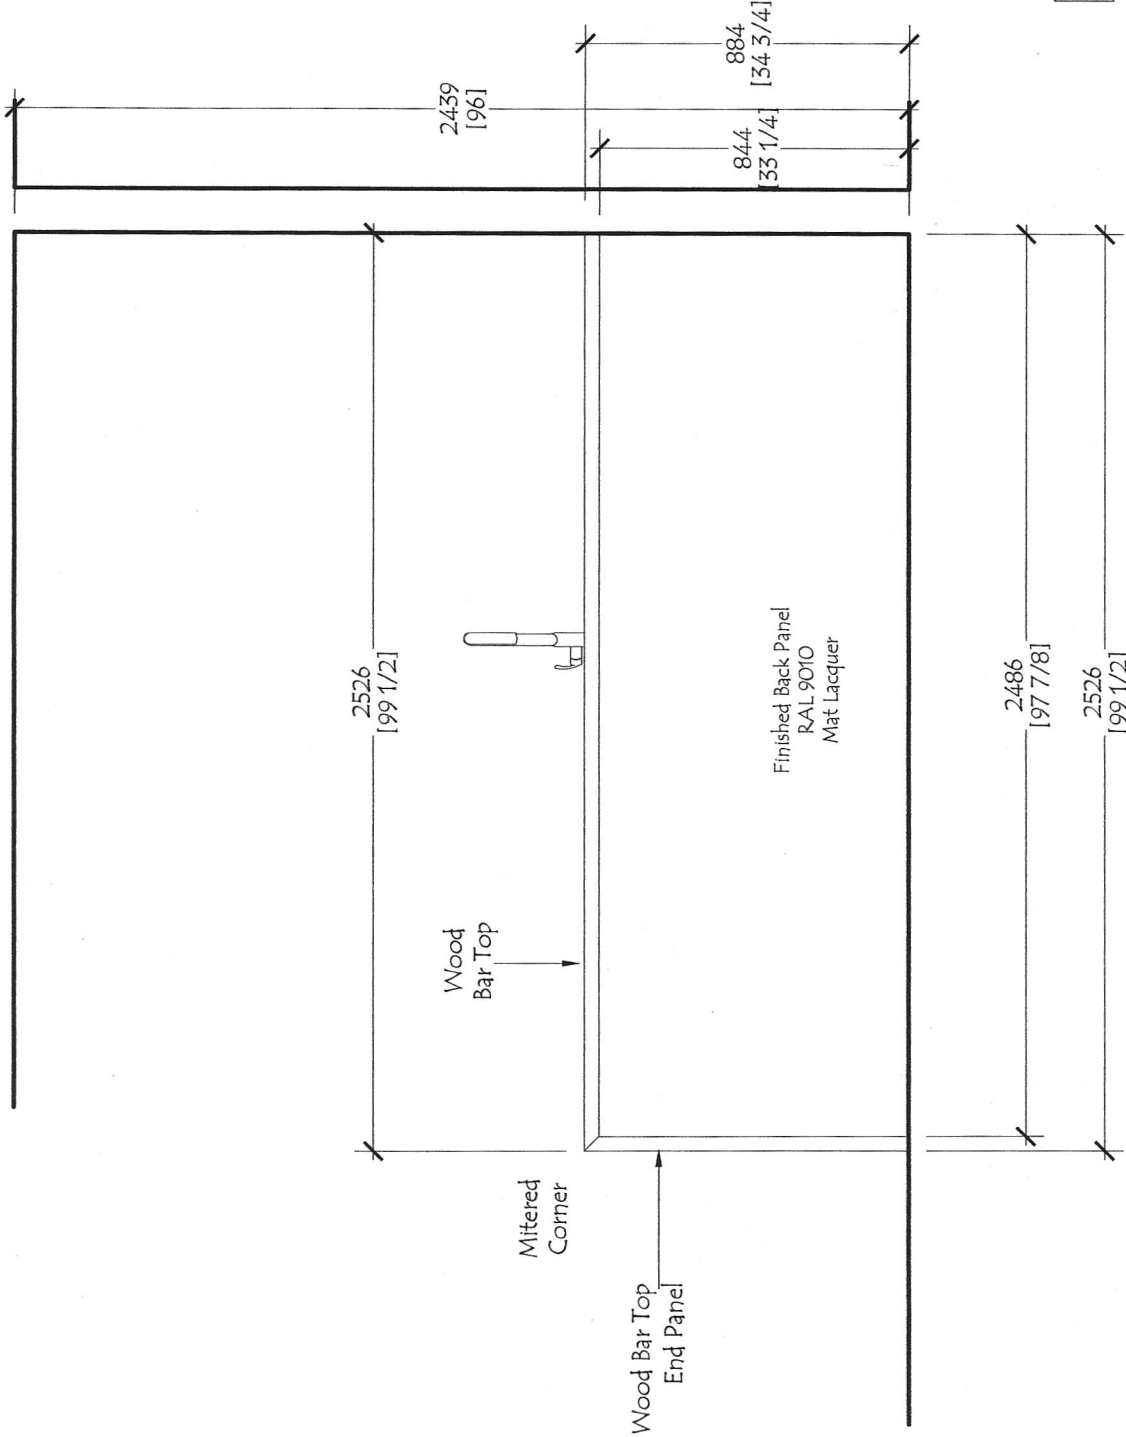 2439
[96]
884
[34 3/4]
844
[33 1/4]
2526
[99 1/2]
Wood
Bar Top
Finished Back Panel
RAL 9010
Mat Lacquer
Mitered
Corner
Wood Bar Top
End Panel
2486
[97 7/8]
2526
[99 1/2]